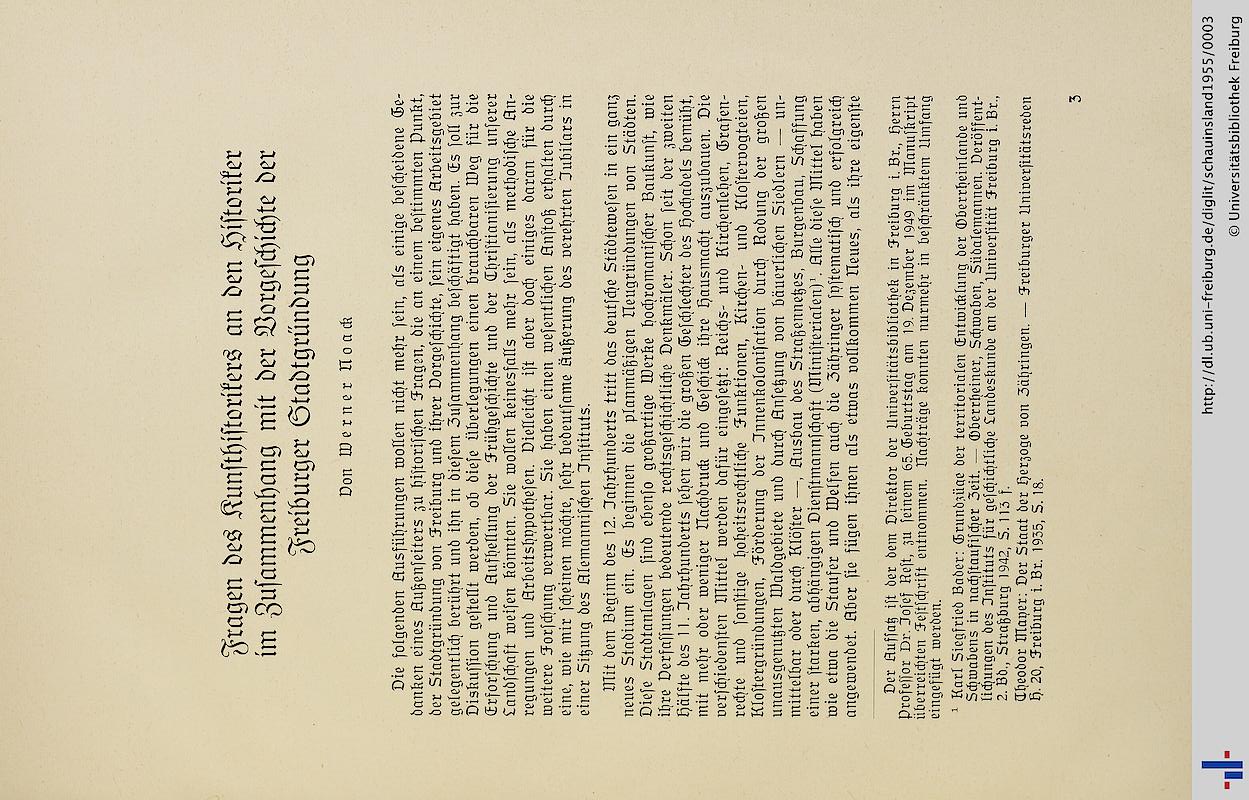 Fragen des Kunsthistorikers an den Historiker
im Zusammenhang mit der Vorgeschichte der
Freiburger Stadtgründung
Von Werner Noack
Die folgenden Ausführungen wollen nicht mehr sein, als einige bescheidene Ge-
danken eines Außenseiters zu historischen Fragen, die an einem bestimmten Punkt,
der Stadtgründung von Freiburg und ihrer Vorgeschichte, sein eigenes Arbeitsgebiet
gelegentlich berührt und ihn in diesem Zusammenhang beschäftigt haben. Es soll zur
Diskussion gestellt werden, ob diese Überlegungen einen brauchbaren Weg für die
Erforschung und Aufhellung der Frühgeschichte und der Christianisierung unserer
Landschaft weisen könnten. Sie wollen keinesfalls mehr sein, als methodische An-
regungen und Arbeitshypothesen. Vielleicht ist aber doch einiges daran für die
weitere Forschung verwertbar. Sie haben einen wesentlichen Anstoß erhalten durch
eine, wie mir scheinen möchte, sehr bedeutsame Äußerung des verehrten Jubilars in
einer Sitzung des Alemannischen Instituts.
Mit dem Beginn des 12. Jahrhunderts tritt das deutsche Städtewesen in ein ganz
neues Stadium ein. Es beginnen die planmäßigen Neugründungen von Städten.
Diese Stadtanlagen sind ebenso großartige Werke hochromanischer Baukunst, wie
ihre Verfassungen bedeutende rechtsgeschichtliche Denkmäler. Schon seit der zweiten
Hälfte des 11. Jahrhunderts sehen wir die großen Geschlechter des Hochadels bemüht,
mit mehr oder weniger Nachdruck und Geschick ihre Hausmacht auszubauen. Die
verschiedensten Mittel werden dafür eingesetzt: Reichs- und Kirchenlehen, Grafen-
rechte und sonstige hoheitsrechtliche Funktionen, Kirchen- und Klostervogteien,
Klostergründungen, Förderung der Innenkolonisation durch Rodung der großen
unausgenutzten Waldgebiete und durch Ansetzung von bäuerlichen Siedlern — un-
mittelbar oder durch Klöster —, Ausbau des Straßennetzes, Burgenbau, Schaffung
einer starken, abhängigen Dienstmannschaft (Ministerialen)¹. Alle diese Mittel haben
wie etwa die Staufer und Welfen auch die Zähringer systematisch und erfolgreich
angewendet. Aber sie fügen ihnen als etwas vollkommen Neues, als ihre eigenste
Der Aufsatz ist der dem Direktor der Universitätsbibliothek in Freiburg i. Br., Herrn
Professor Dr. Josef Rest, zu seinem 65. Geburtstag am 19. Dezember 1949 im Manuskript
überreichten Festschrift entnommen. Nachträge konnten nunmehr in beschränktem Umfang
eingefügt werden.
¹ Karl Siegfried Bader: Grundzüge der territorialen Entwicklung der Oberrheinlande und
Schwabens in nachstaufischer Zeit. — Oberrheiner, Schwaben, Südalemannen. Veröffent-
lichungen des Instituts für geschichtliche Landeskunde an der Universität Freiburg i. Br.,
2. Bd., Straßburg 1942, S. 113 f.
Theodor Mayer: Der Staat der Herzoge von Zähringen. — Freiburger Universitätsreden
H. 20, Freiburg i. Br. 1935, S. 18.
3
http://dl.ub.uni-freiburg.de/diglit/schauinsland1955/0003
© Universitätsbibliothek Freiburg